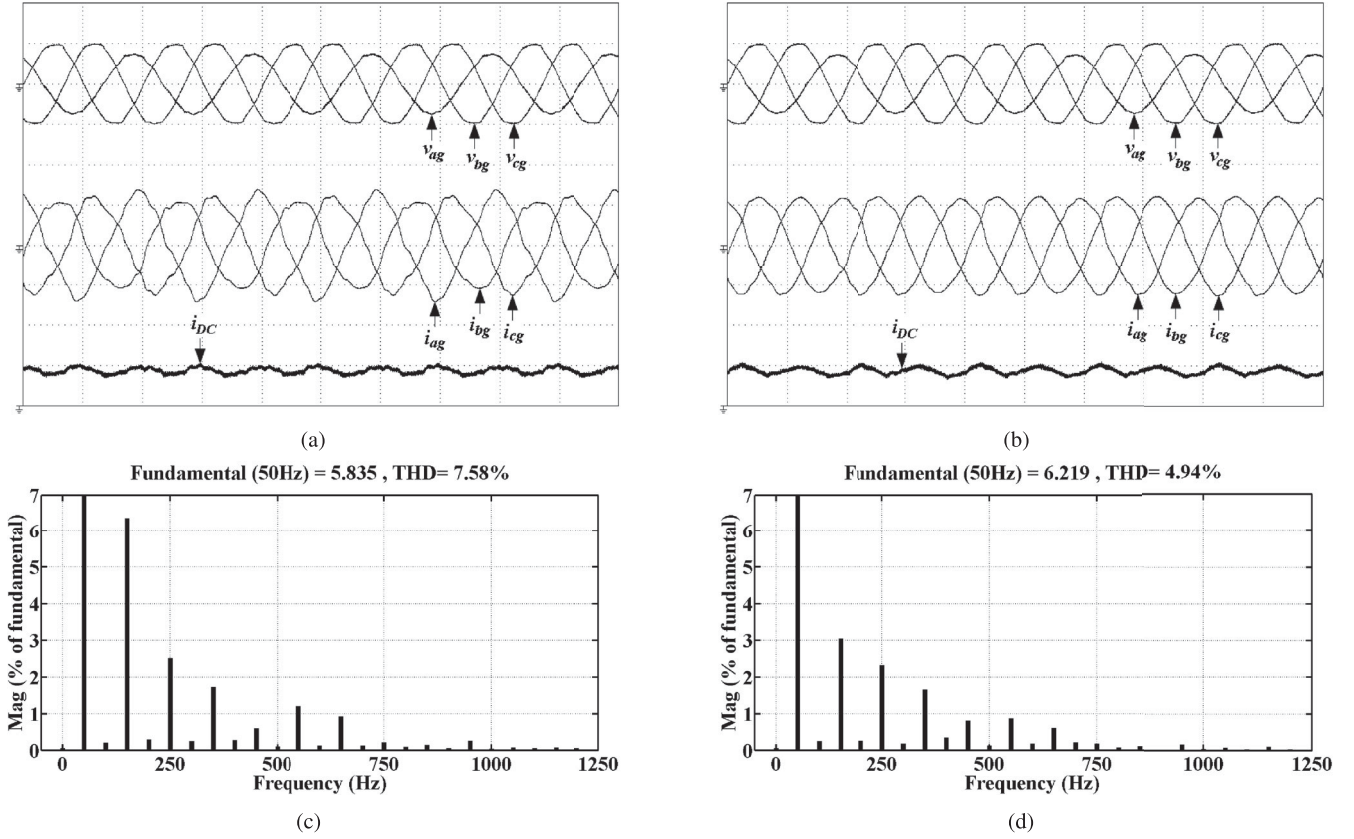 v_ag v_bg v_cg
i_DC
i_ag i_bg i_cg
(a)
v_ag v_bg v_cg
i_DC
i_ag i_bg i_cg
(b)
Fundamental (50Hz) = 5.835 , THD= 7.58%
Mag (% of fundamental)
7
6
5
4
3
2
1
0
0 250 500 750 1000 1250
Frequency (Hz)
(c)
Fundamental (50Hz) = 6.219 , THD= 4.94%
Mag (% of fundamental)
7
6
5
4
3
2
1
0
0 250 500 750 1000 1250
Frequency (Hz)
(d)